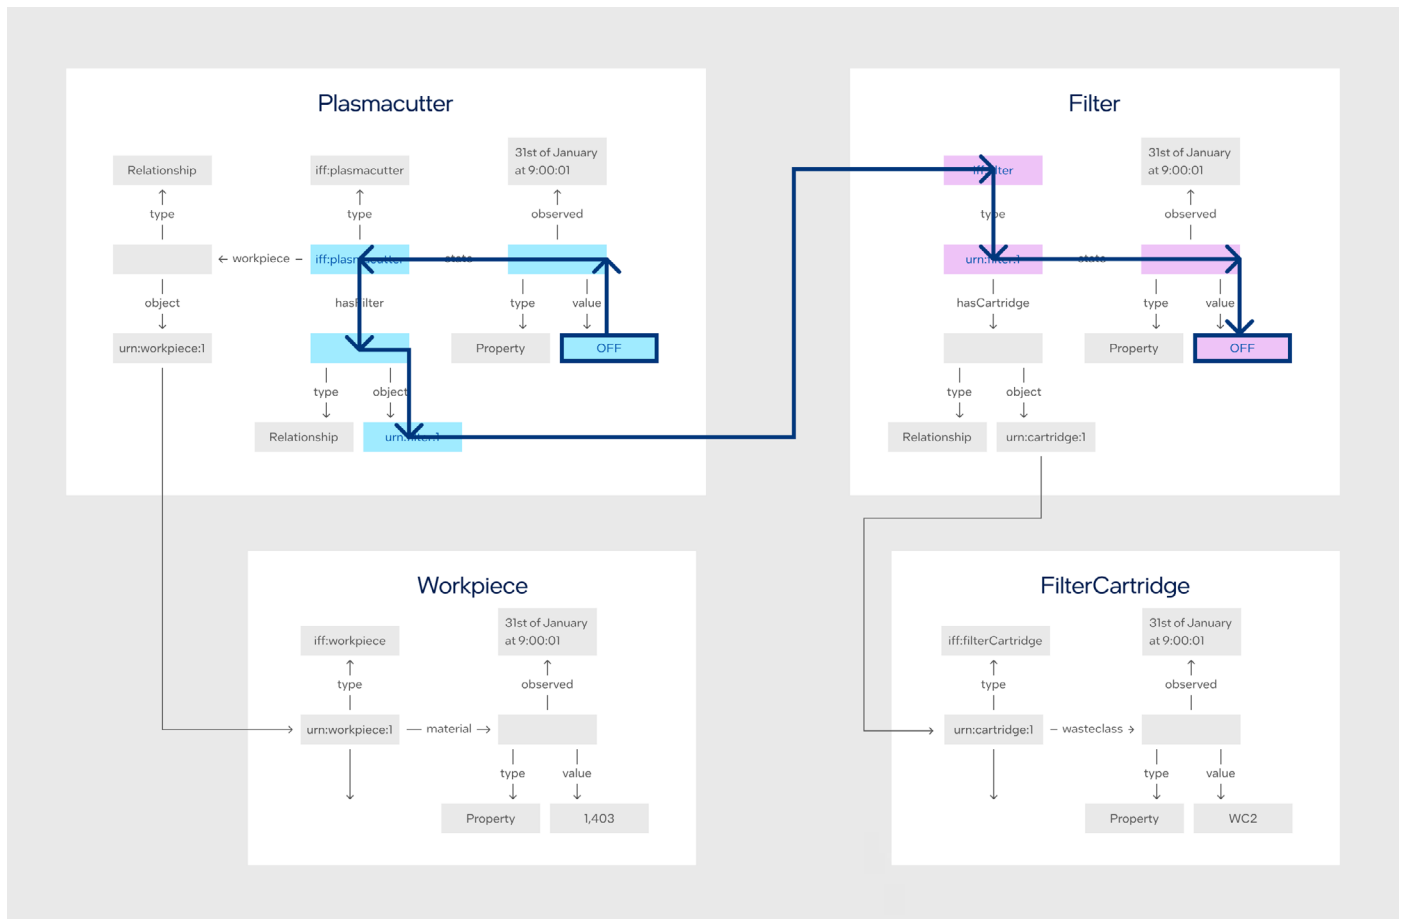 Plasmacutter
Relationship
iff:plasmacutter
31st of January
at 9:00:01
type
type
observed
workpiece
iff:plasmacutter
state
object
hasFilter
type
value
urn:workpiece:1
Property
OFF
type
object
Relationship
urn:filter:1
Filter
iff:filter
31st of January
at 9:00:01
type
observed
urn:filter:1
state
hasCartridge
type
value
Property
OFF
type
object
Relationship
urn:cartridge:1
Workpiece
iff:workpiece
31st of January
at 9:00:01
type
observed
urn:workpiece:1
material
type
value
Property
1,403
FilterCartridge
iff:filterCartridge
31st of January
at 9:00:01
type
observed
urn:cartridge:1
wasteclass
type
value
Property
WC2